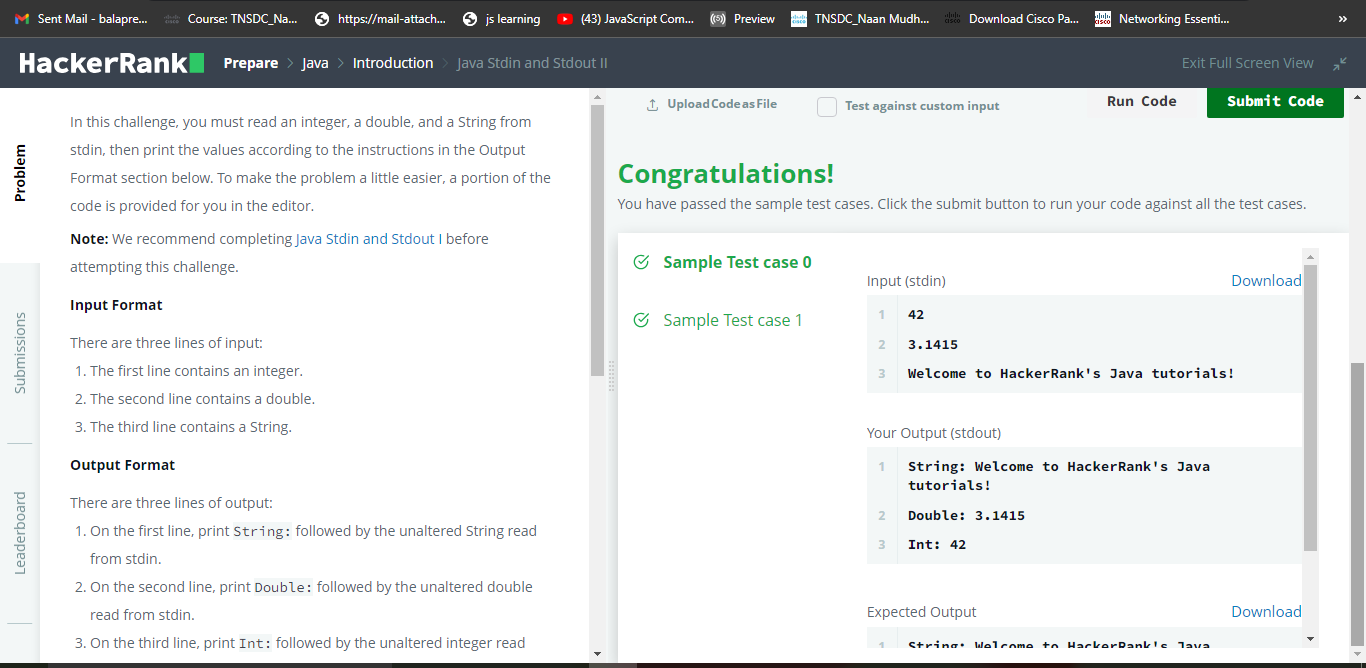 Sent Mail - balapre...
Course: TNSDC_Na...
https://mail-attach...
js learning
(43) JavaScript Com...
Preview
TNSDC_Naan Mudh...
Download Cisco Pa...
Networking Essenti...
»
HackerRank
Prepare > Java > Introduction > Java Stdin and Stdout II
Exit Full Screen View
Problem
Submissions
Leaderboard
In this challenge, you must read an integer, a double, and a String from
stdin, then print the values according to the instructions in the Output
Format section below. To make the problem a little easier, a portion of the
code is provided for you in the editor.
Note: We recommend completing Java Stdin and Stdout I before
attempting this challenge.
Input Format
There are three lines of input:
1. The first line contains an integer.
2. The second line contains a double.
3. The third line contains a String.
Output Format
There are three lines of output:
1. On the first line, print String: followed by the unaltered String read
from stdin.
2. On the second line, print Double: followed by the unaltered double
read from stdin.
3. On the third line, print Int: followed by the unaltered integer read
Upload Code as File
Test against custom input
Run Code
Submit Code
Congratulations!
You have passed the sample test cases. Click the submit button to run your code against all the test cases.
Sample Test case 0
Sample Test case 1
Input (stdin)
Download
1 42
2 3.1415
3 Welcome to HackerRank's Java tutorials!
Your Output (stdout)
1 String: Welcome to HackerRank's Java
tutorials!
2 Double: 3.1415
3 Int: 42
Expected Output
Download
1 String: Welcome to HackerRank's Java